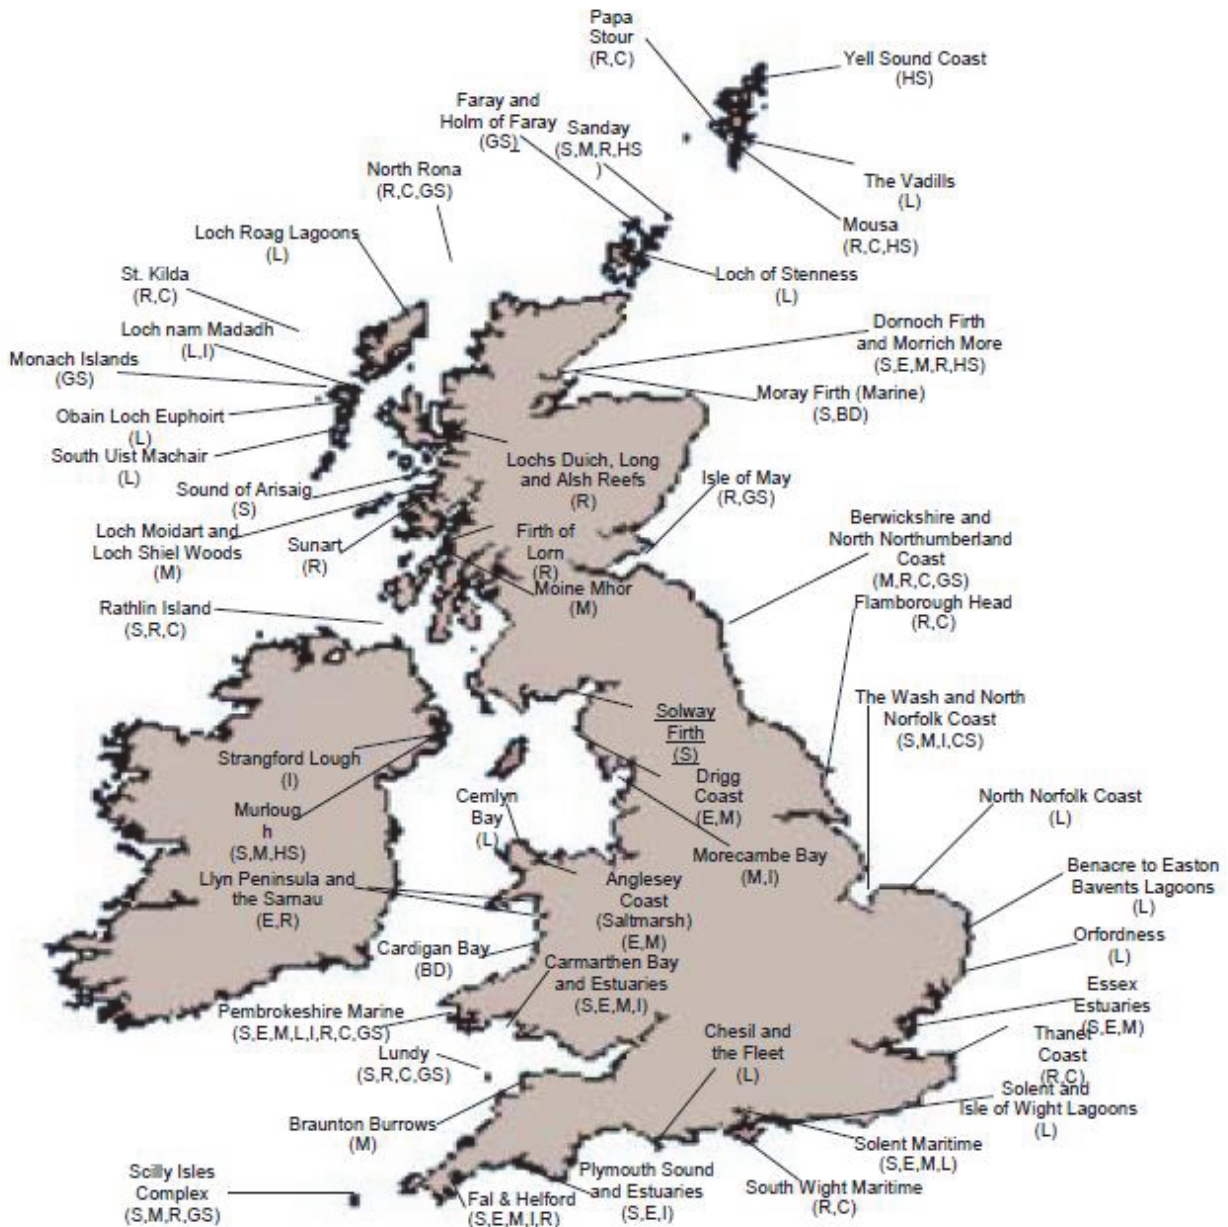 Papa
Stour
(R,C)
Yell Sound Coast
(HS)
Faray and
Holm of Faray
(GS)
Sanday
(S,M,R,HS
)
North Rona
(R,C,GS)
The Vadills
(L)
Mousa
(R,C,HS)
Loch Roag Lagoons
(L)
Loch of Stenness
(L)
St. Kilda
(R,C)
Loch nam Madadh
(L,I)
Monach Islands
(GS)
Dornoch Firth
and Morrich More
(S,E,M,R,HS)
Moray Firth (Marine)
(S,BD)
Obain Loch Euphoirt
(L)
South Uist Machair
(L)
Sound of Arisaig
(S)
Lochs Duich, Long
and Alsh Reefs
(R)
Isle of May
(R,GS)
Loch Moidart and
Loch Shiel Woods
(M)
Sunart
(R)
Firth of
Lorn
(R)
Moine Mhor
(M)
Berwickshire and
North Northumberland
Coast
(M,R,C,GS)
Rathlin Island
(S,R,C)
Flamborough Head
(R,C)
The Wash and North
Norfolk Coast
(S,M,I,CS)
Solway
Firth
(S)
Strangford Lough
(I)
Drigg
Coast
(E,M)
Murloug
h
(S,M,HS)
Cemlyn
Bay
(L)
North Norfolk Coast
(L)
Morecambe Bay
(M,I)
Benacre to Easton
Bavents Lagoons
(L)
Llyn Peninsula and
the Sarnau
(E,R)
Anglesey
Coast
(Saltmarsh)
(E,M)
Orfordness
(L)
Cardigan Bay
(BD)
Carmarthen Bay
and Estuaries
(S,E,M,I)
Essex
Estuaries
(S,E,M)
Pembrokeshire Marine
(S,E,M,L,I,R,C,GS)
Chesil and
the Fleet
(L)
Thanet
Coast
(R,C)
Lundy
(S,R,C,GS)
Solent and
Isle of Wight Lagoons
(L)
Braunton Burrows
(M)
Solent Maritime
(S,E,M,L)
Scilly Isles
Complex
(S,M,R,GS)
Plymouth Sound
and Estuaries
(S,E,I)
South Wight Maritime
(R,C)
Fal & Helford
(S,E,M,I,R)